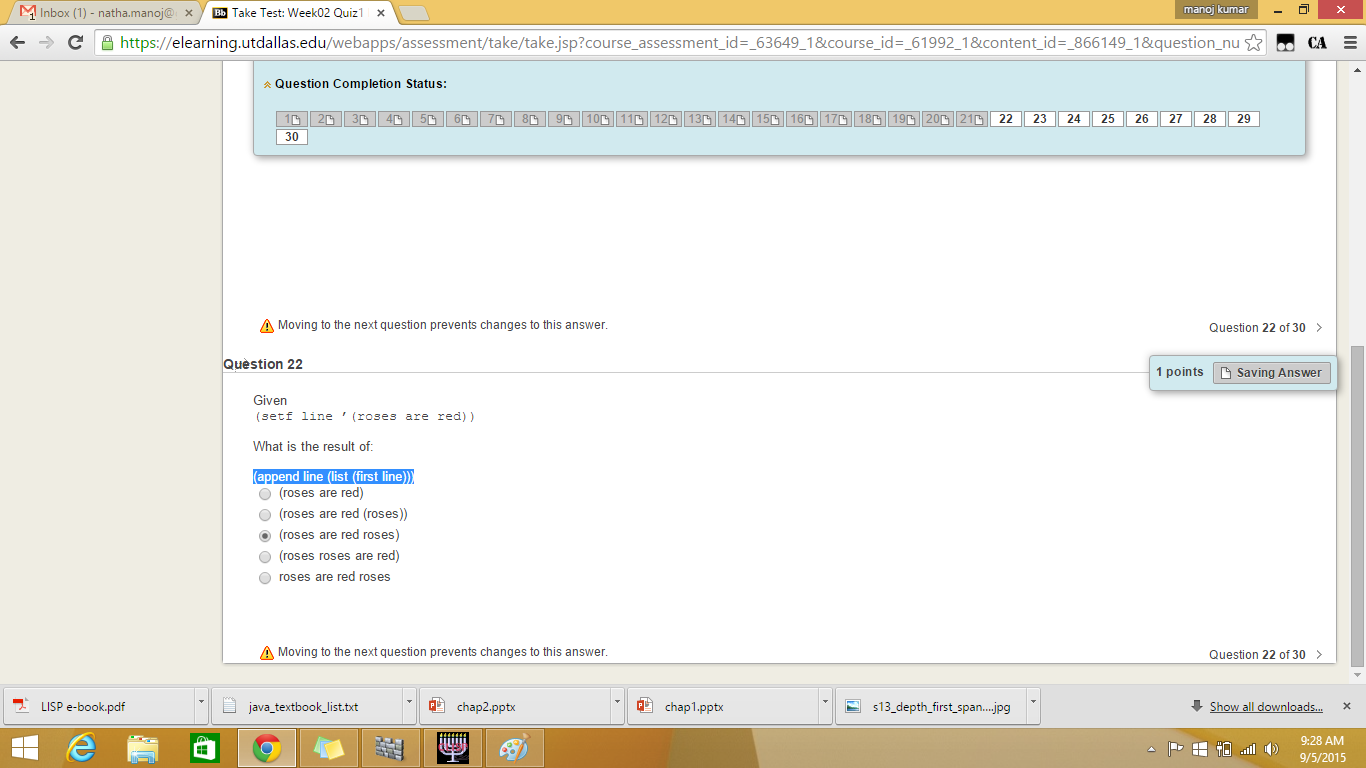 Inbox (1) - natha.manoj@
Bb Take Test: Week02 Quiz1
manoj kumar
https://elearning.utdallas.edu/webapps/assessment/take/take.jsp?course_assessment_id=_63649_1&course_id=_61992_1&content_id=_866149_1&question_nu
CA
Question Completion Status:
1 2 3 4 5 6 7 8 9 10 11 12 13 14 15 16 17 18 19 20 21 22 23 24 25 26 27 28 29
30
Moving to the next question prevents changes to this answer.
Question 22 of 30
Question 22
1 points Saving Answer
Given
(setf line ’(roses are red))
What is the result of:
(append line (list (first line)))
(roses are red)
(roses are red (roses))
(roses are red roses)
(roses roses are red)
roses are red roses
Moving to the next question prevents changes to this answer.
Question 22 of 30
LISP e-book.pdf
java_textbook_list.txt
chap2.pptx
chap1.pptx
s13_depth_first_span....jpg
Show all downloads...
9:28 AM
9/5/2015